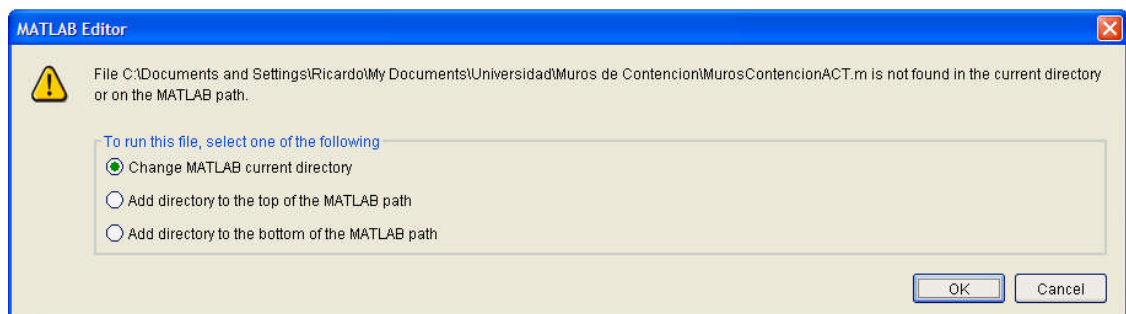 MATLAB Editor
File C:\Documents and Settings\Ricardo\My Documents\Universidad\Muros de Contencion\MurosContencionACT.m is not found in the current directory
or on the MATLAB path.
To run this file, select one of the following
Change MATLAB current directory
Add directory to the top of the MATLAB path
Add directory to the bottom of the MATLAB path
OK Cancel